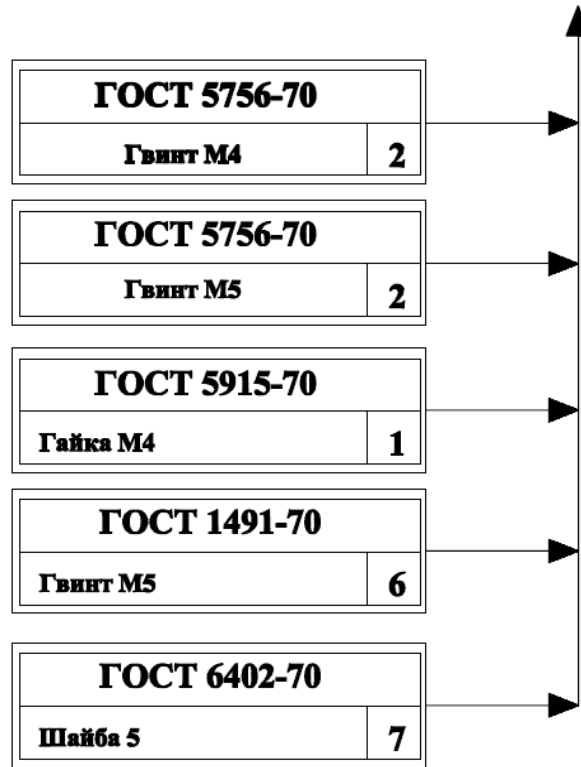 ГОСТ 5756-70
Гвинт М4 2
ГОСТ 5756-70
Гвинт М5 2
ГОСТ 5915-70
Гайка М4 1
ГОСТ 1491-70
Гвинт М5 6
ГОСТ 6402-70
Шайба 5 7